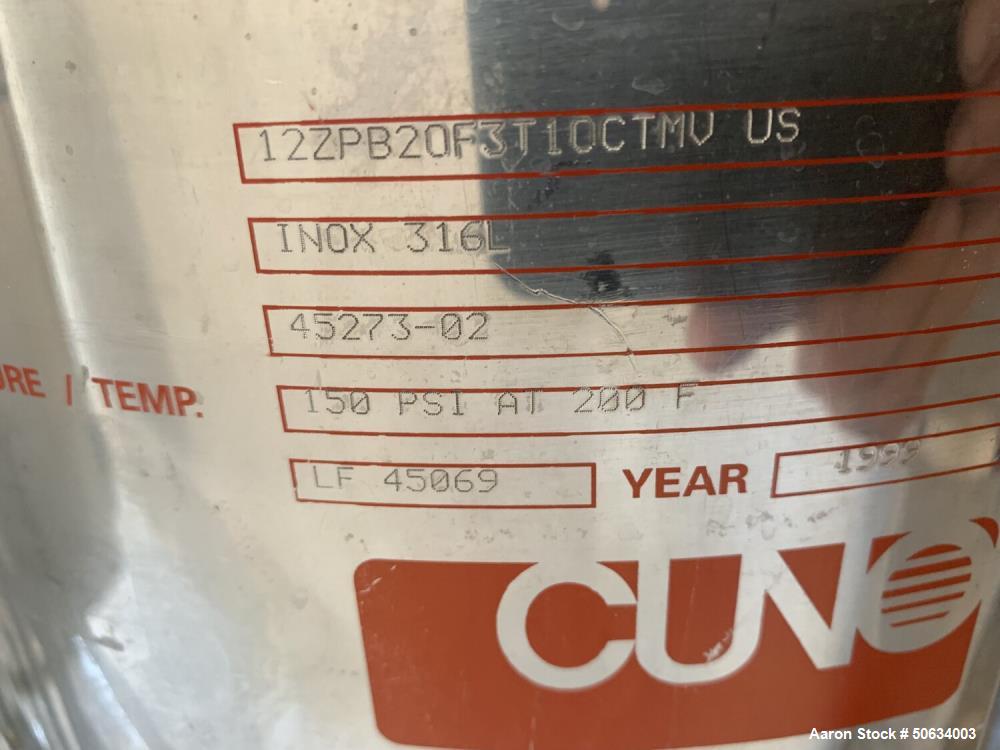 12ZPB20F3T10CTMV US
INOX 316L
45273-02
URE / TEMP.
150 PSI AT 200 F
LF 45069
YEAR
1999
CUNO
Aaron Stock # 50634003